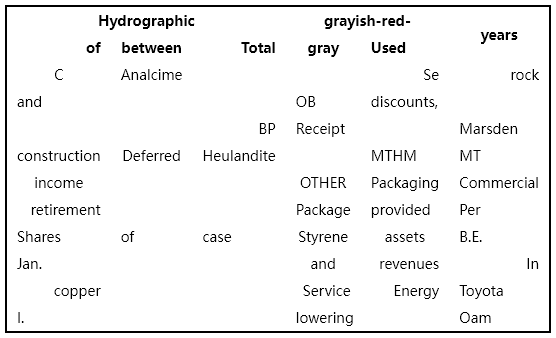 Hydrographic grayish-red- years
of between Total gray Used
C Analcime Se rock
and OB discounts,
BP Receipt Marsden
construction Deferred Heulandite MTHM MT
income OTHER Packaging Commercial
retirement Package provided Per
Shares of case Styrene assets B.E.
Jan. and revenues In
copper Service Energy Toyota
I. lowering Oam